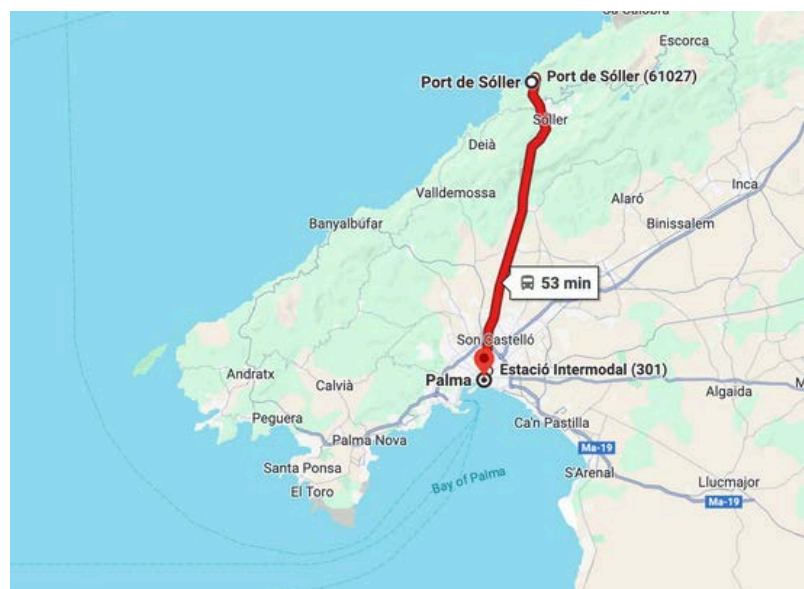 Sa Calobra
Escorca
Port de Sóller
Port de Sóller (61027)
Sóller
Deià
Valldemossa
Alaró
Inca
Binissalem
Banyalbúfar
53 min
Son Castelló
Estació Intermodal (301)
Palma
Andratx
Calvià
Algaida
M
Peguera
Ca'n Pastilla
Palma Nova
Ma-19
Santa Ponsa
S'Arenal
Bay of Palma
Llucmajor
El Toro
Ma-19